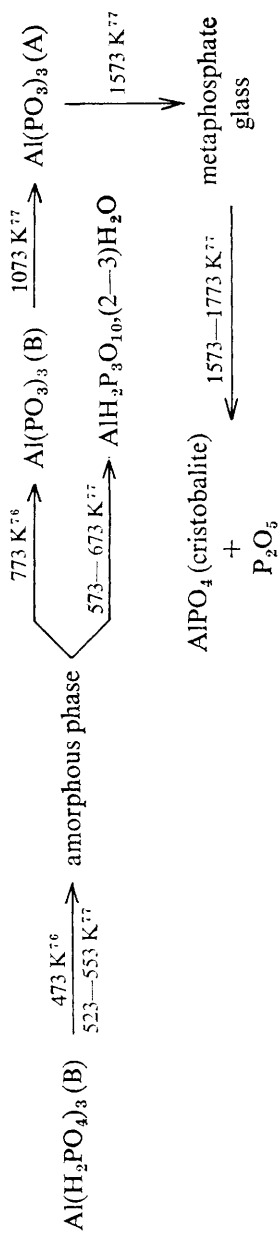 Al(H₂PO₄)₃ (B)
473 K⁷⁶
523—553 K⁷⁷
amorphous phase
773 K⁷⁶
Al(PO₃)₃ (B)
1073 K⁷⁷
Al(PO₃)₃ (A)
573—673 K⁷⁷
AlH₂P₃O₁₀,(2—3)H₂O
1573 K⁷⁷
metaphosphate
glass
1573—1773 K⁷⁷
AlPO₄ (cristobalite)
+
P₂O₅